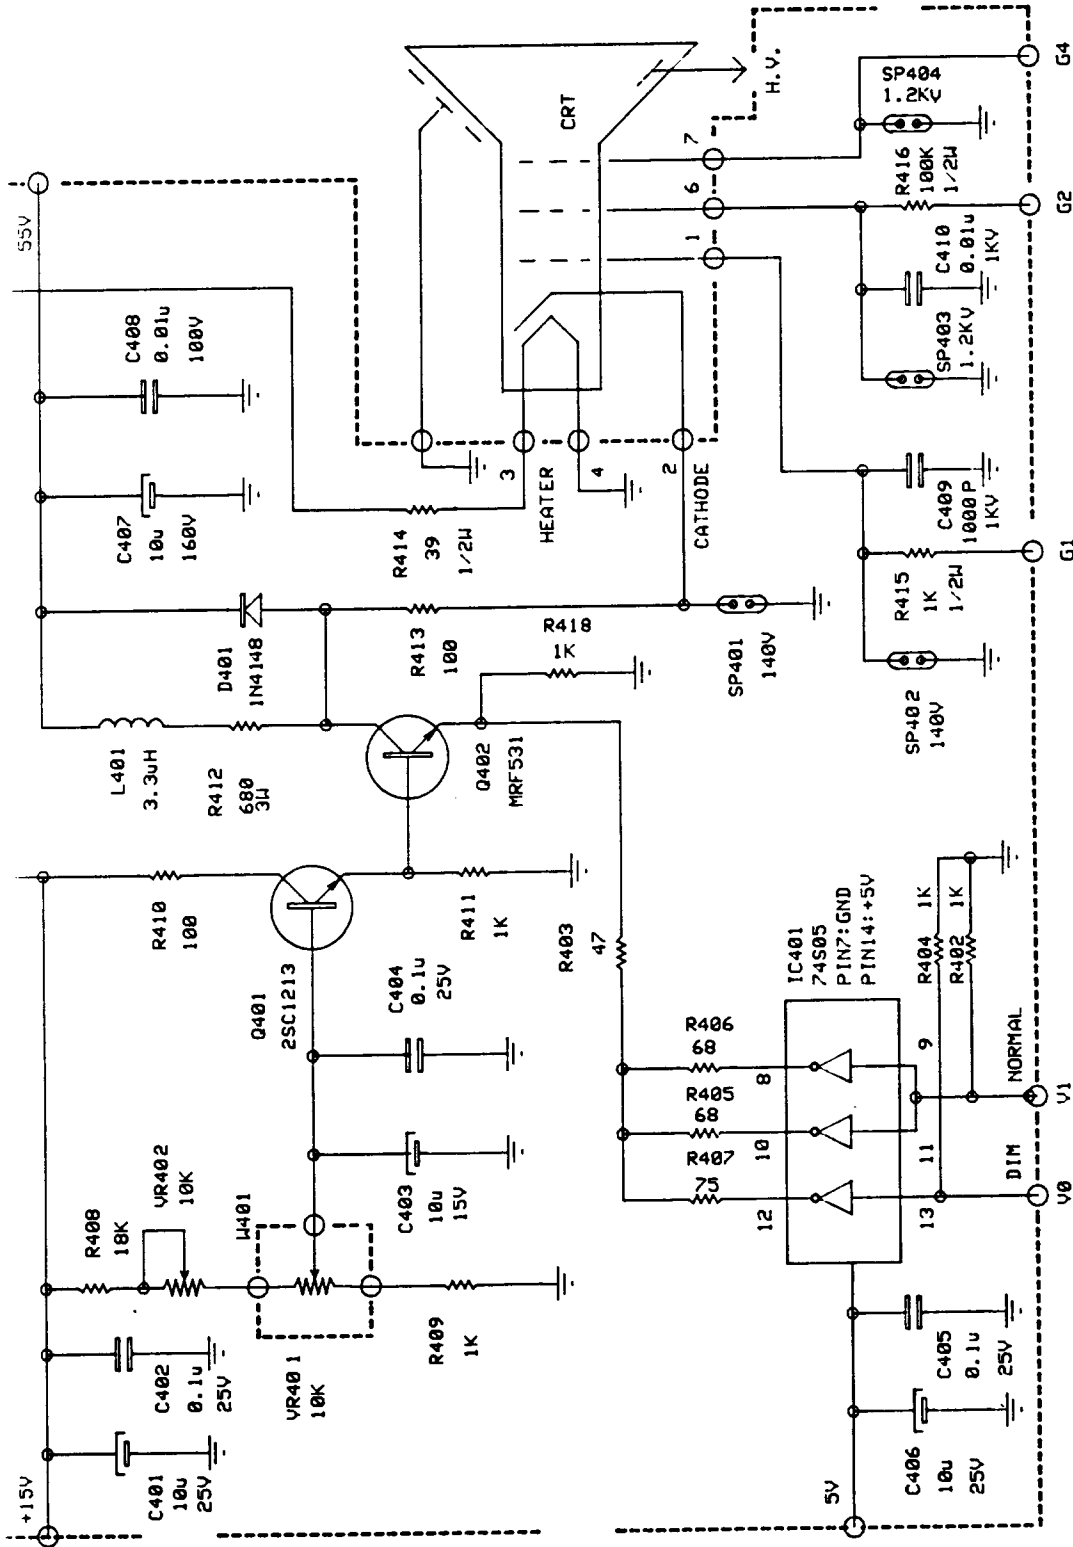 +15V
C401
10u
25V
C402
0.1u
25V
R408
18K
VR402
10K
W401
VR401
10K
R409
1K
C403
10u
15V
C404
0.1u
25V
Q401
2SC1213
R410
100
R411
1K
L401
3.3uH
R412
680
3W
Q402
MRF531
R418
1K
D401
1N4148
R413
100
R403
47
C407
10u
160V
C408
0.01u
100V
55V
R414
39
1/2W
3
HEATER
4
2
CATHODE
SP401
140V
CRT
H.V.
1
6
7
SP404
1.2KV
R416
100K
1/2W
C410
0.01u
1KV
SP403
1.2KV
C409
1000P
1KV
R415
1K
1/2W
SP402
140V
G1
G2
G4
R406
68
R405
68
R407
75
8
10
12
IC401
74S05
PIN7:GND
PIN14:+5V
9
11
13
R404
1K
R402
1K
NORMAL
DIM
V1
V0
5V
C405
0.1u
25V
C406
10u
25V